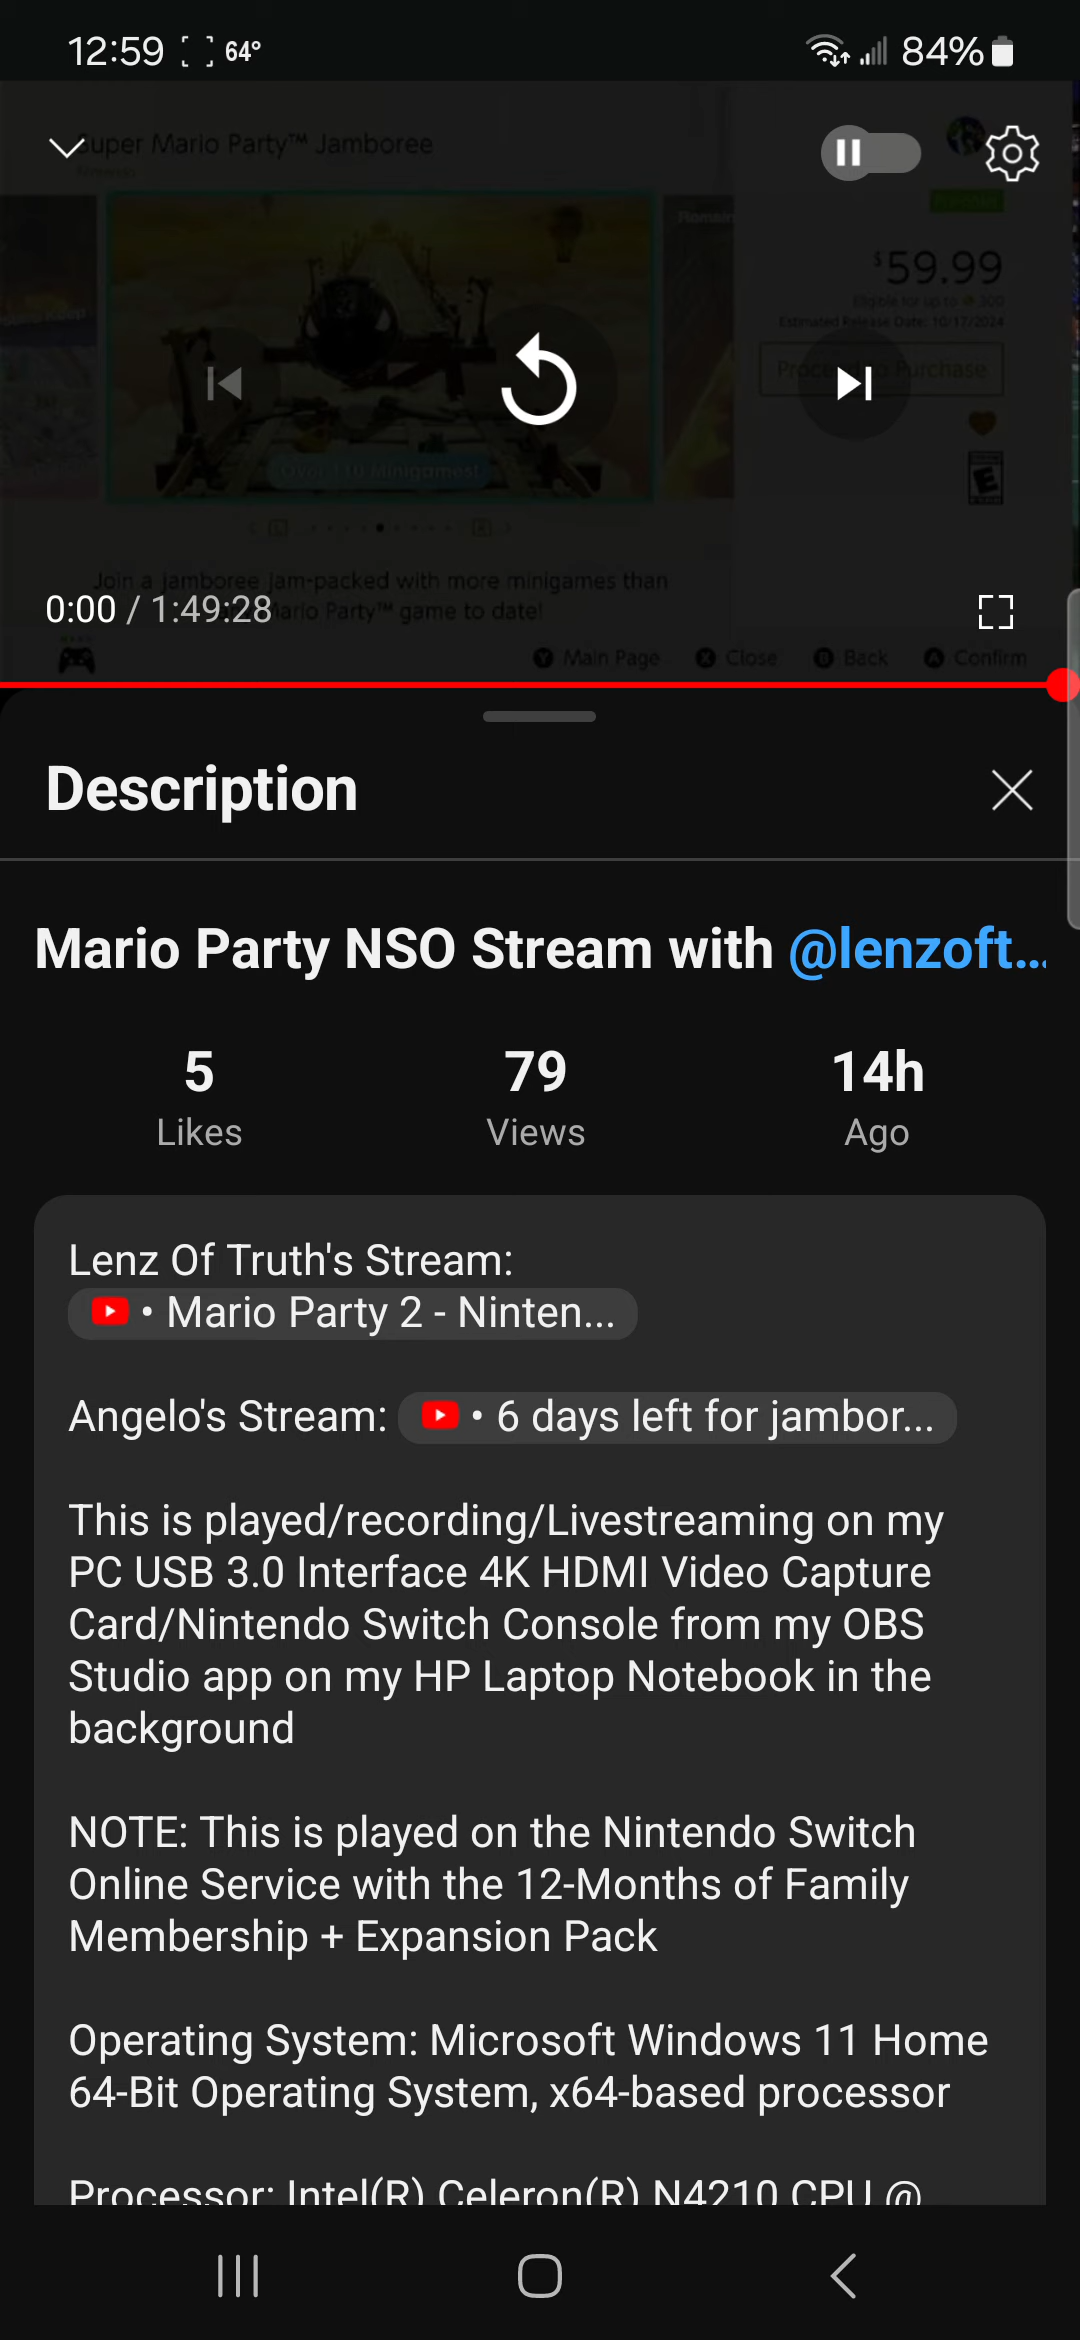 12:59 64° 84%
Super Mario Party™ Jamboree
Nintendo
$59.99
Estimated Release Date: 10/17/2024
Proceed to Purchase
Over 110 Minigames!
Join a jamboree jam-packed with more minigames than
Mario Party™ game to date!
0:00 / 1:49:28
Y Main Page X Close B Back A Confirm
Description
Mario Party NSO Stream with @lenzoft...
5 79 14h
Likes Views Ago
Lenz Of Truth's Stream:
• Mario Party 2 - Ninten...
Angelo's Stream: • 6 days left for jambor...
This is played/recording/Livestreaming on my
PC USB 3.0 Interface 4K HDMI Video Capture
Card/Nintendo Switch Console from my OBS
Studio app on my HP Laptop Notebook in the
background
NOTE: This is played on the Nintendo Switch
Online Service with the 12-Months of Family
Membership + Expansion Pack
Operating System: Microsoft Windows 11 Home
64-Bit Operating System, x64-based processor
Processor: Intel(R) Celeron(R) N4210 CPU @